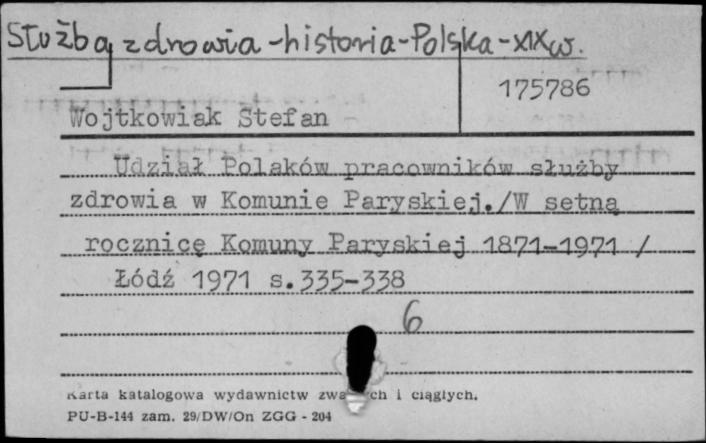 Służba zdrowia-historia-Polska-XIXw.
175786
Wojtkowiak Stefan
Udział Polaków pracowników służby
zdrowia w Komunie Paryskiej./W setną
rocznicę Komuny Paryskiej 1871-1971 /
Łódź 1971 s.335-338
6
Karta katalogowa wydawnictw i ciągłych.
PU-B-144 zam. 29/DW/On ZGG - 204